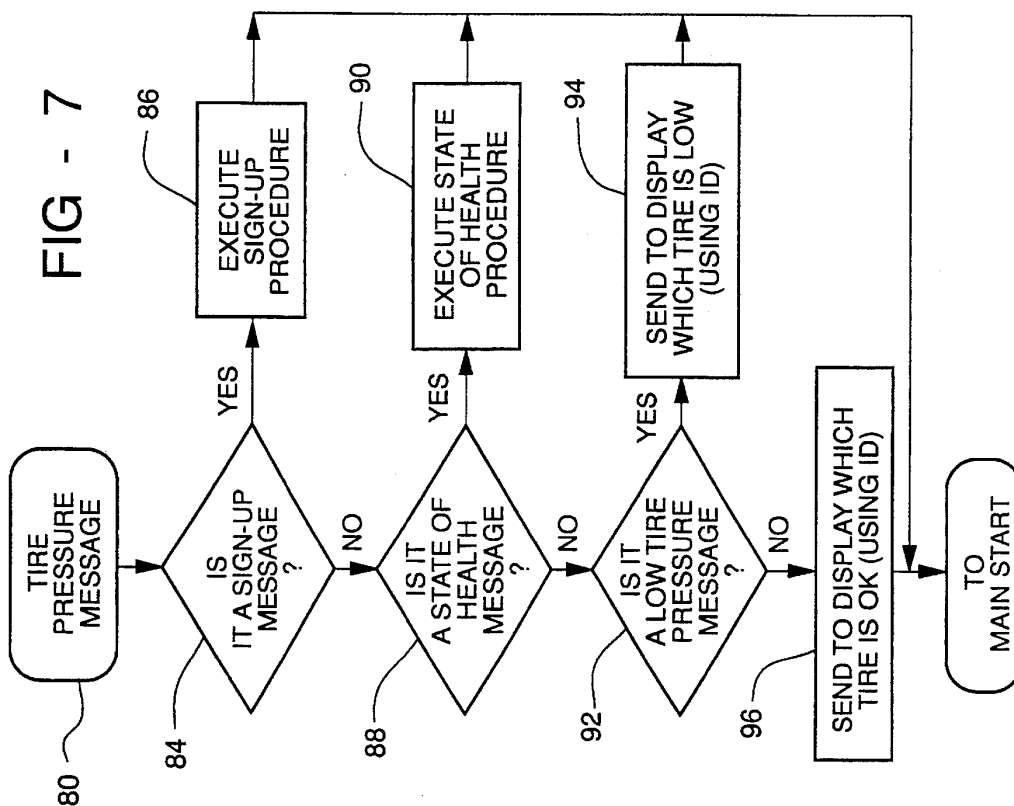 FIG - 7
80
TIRE
PRESSURE
MESSAGE
84
IS
IT A SIGN-UP
MESSAGE
?
YES
86
EXECUTE
SIGN-UP
PROCEDURE
NO
88
IS IT
A STATE OF
HEALTH
MESSAGE
?
YES
90
EXECUTE STATE
OF HEALTH
PROCEDURE
NO
92
IS IT
A LOW TIRE
PRESSURE
MESSAGE
?
YES
94
SEND TO DISPLAY
WHICH TIRE IS LOW
(USING ID)
NO
96
SEND TO DISPLAY WHICH
TIRE IS OK (USING ID)
TO
MAIN START